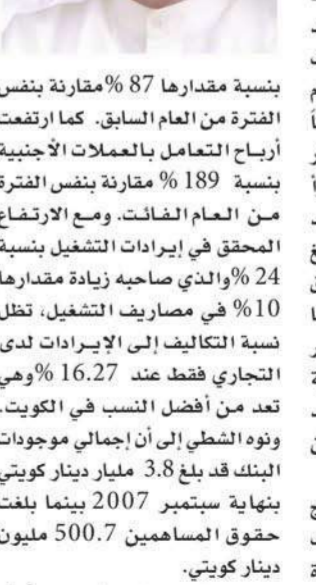 بنسبة مقدارها 87 %مقارنة بنفس
الفترة من العام السابق. كما ارتفعت
أرباح التعامل بالعملات الأجنبية
بنسبة 189 % مقارنة بنفس الفترة
من العام الفائت. ومع الارتفاع
المحقق في إيرادات التشغيل بنسبة
24 %والذي صاحبه زيادة مقدارها
10% في مصاريف التشغيل، تظل
نسبة التكاليف إلى الإيرادات لدى
التجاري فقط عند 16.27 %وهي
تعد من أفضل النسب في الكويت.
ونوه الشطي إلى أن إجمالي موجودات
البنك قد بلغ 3.8 مليار دينار كويتي
بنهاية سبتمبر 2007 بينما بلغت
حقوق المساهمين 500.7 مليون
دينار كويتي.